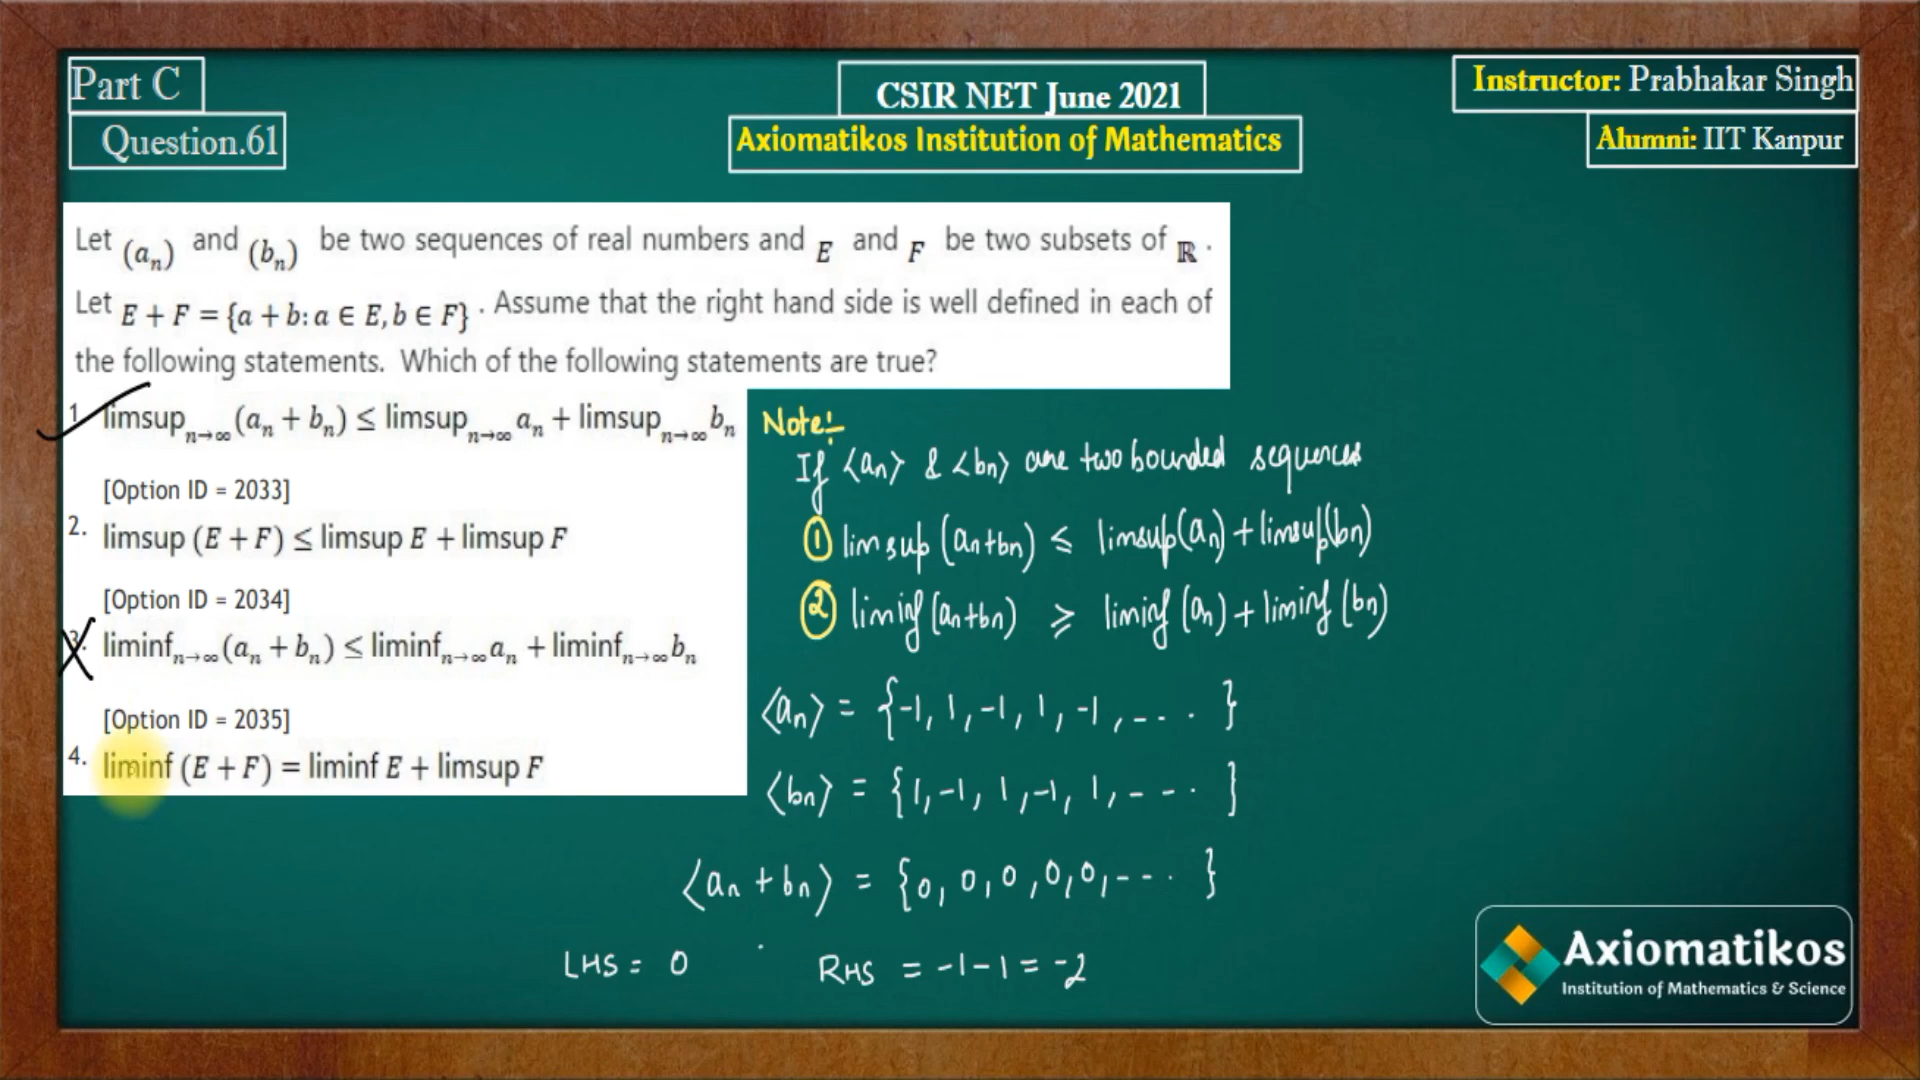 Part C
Question.61
CSIR NET June 2021
Axiomatikos Institution of Mathematics
Instructor: Prabhakar Singh
Alumni: IIT Kanpur
Let (aₙ) and (bₙ) be two sequences of real numbers and E and F be two subsets of ℝ.
Let E + F = {a + b: a ∈ E, b ∈ F}. Assume that the right hand side is well defined in each of
the following statements. Which of the following statements are true?
1. limsupₙ→∞ (aₙ + bₙ) ≤ limsupₙ→∞ aₙ + limsupₙ→∞ bₙ
[Option ID = 2033]
2. limsup (E + F) ≤ limsup E + limsup F
[Option ID = 2034]
3. liminfₙ→∞ (aₙ + bₙ) ≤ liminfₙ→∞ aₙ + liminfₙ→∞ bₙ
[Option ID = 2035]
4. liminf (E + F) = liminf E + limsup F
Note:-
If ⟨an⟩ & ⟨bn⟩ are two bounded sequences
① limsup (an+bn) ≤ limsup(an) + limsup(bn)
② liminf (an+bn) ≥ liminf (an) + liminf (bn)
⟨an⟩ = {-1, 1, -1, 1, -1, --- . }
⟨bn⟩ = {1, -1, 1, -1, 1, - - - . }
⟨an + bn⟩ = {0, 0, 0, 0, 0, --- . }
LHS = 0 RHS = -1-1 = -2
Axiomatikos
Institution of Mathematics & Science